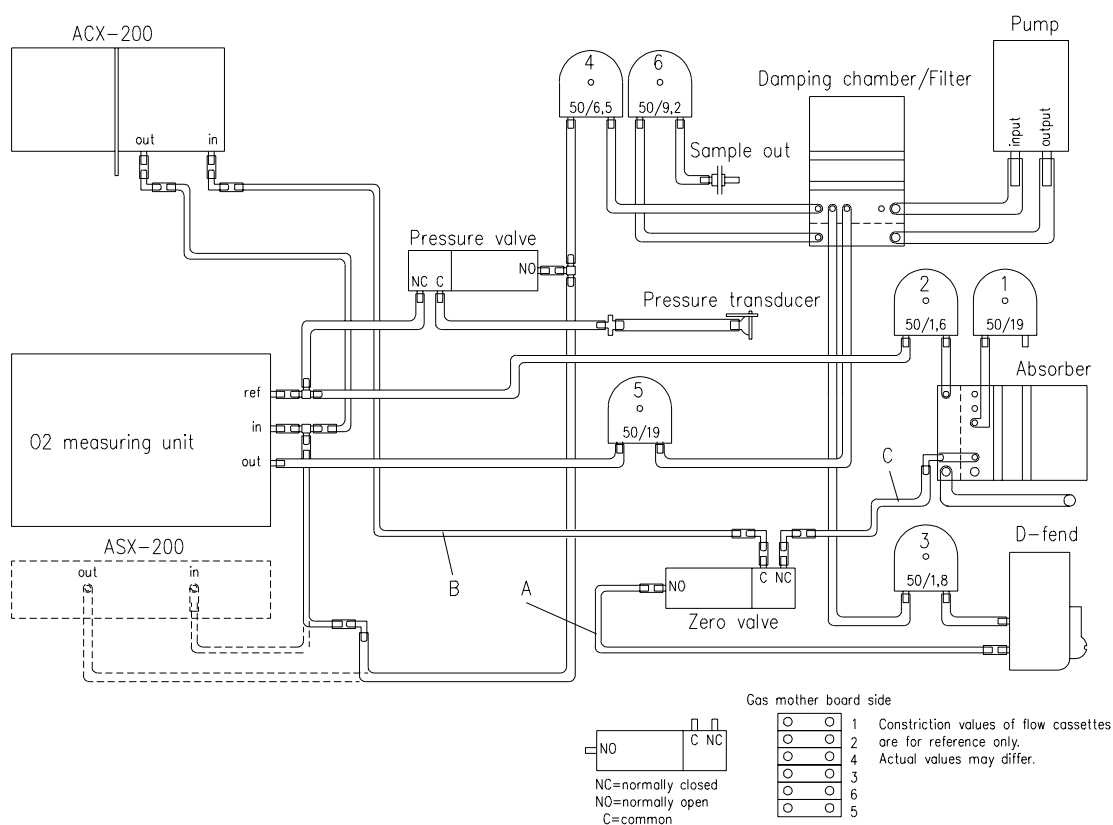 ACX-200
out
in
4
50/6,5
6
50/9,2
Sample out
Damping chamber/Filter
Pump
input
output
Pressure valve
NO
NC C
Pressure transducer
2
50/1,6
1
50/19
Absorber
ref
in
out
O2 measuring unit
5
50/19
C
ASX-200
out
in
B
A
NO
C NC
Zero valve
3
50/1,8
D-fend
Gas mother board side
1
2
4
3
6
5
Constriction values of flow cassettes
are for reference only.
Actual values may differ.
NO
C NC
NC=normally closed
NO=normally open
C=common